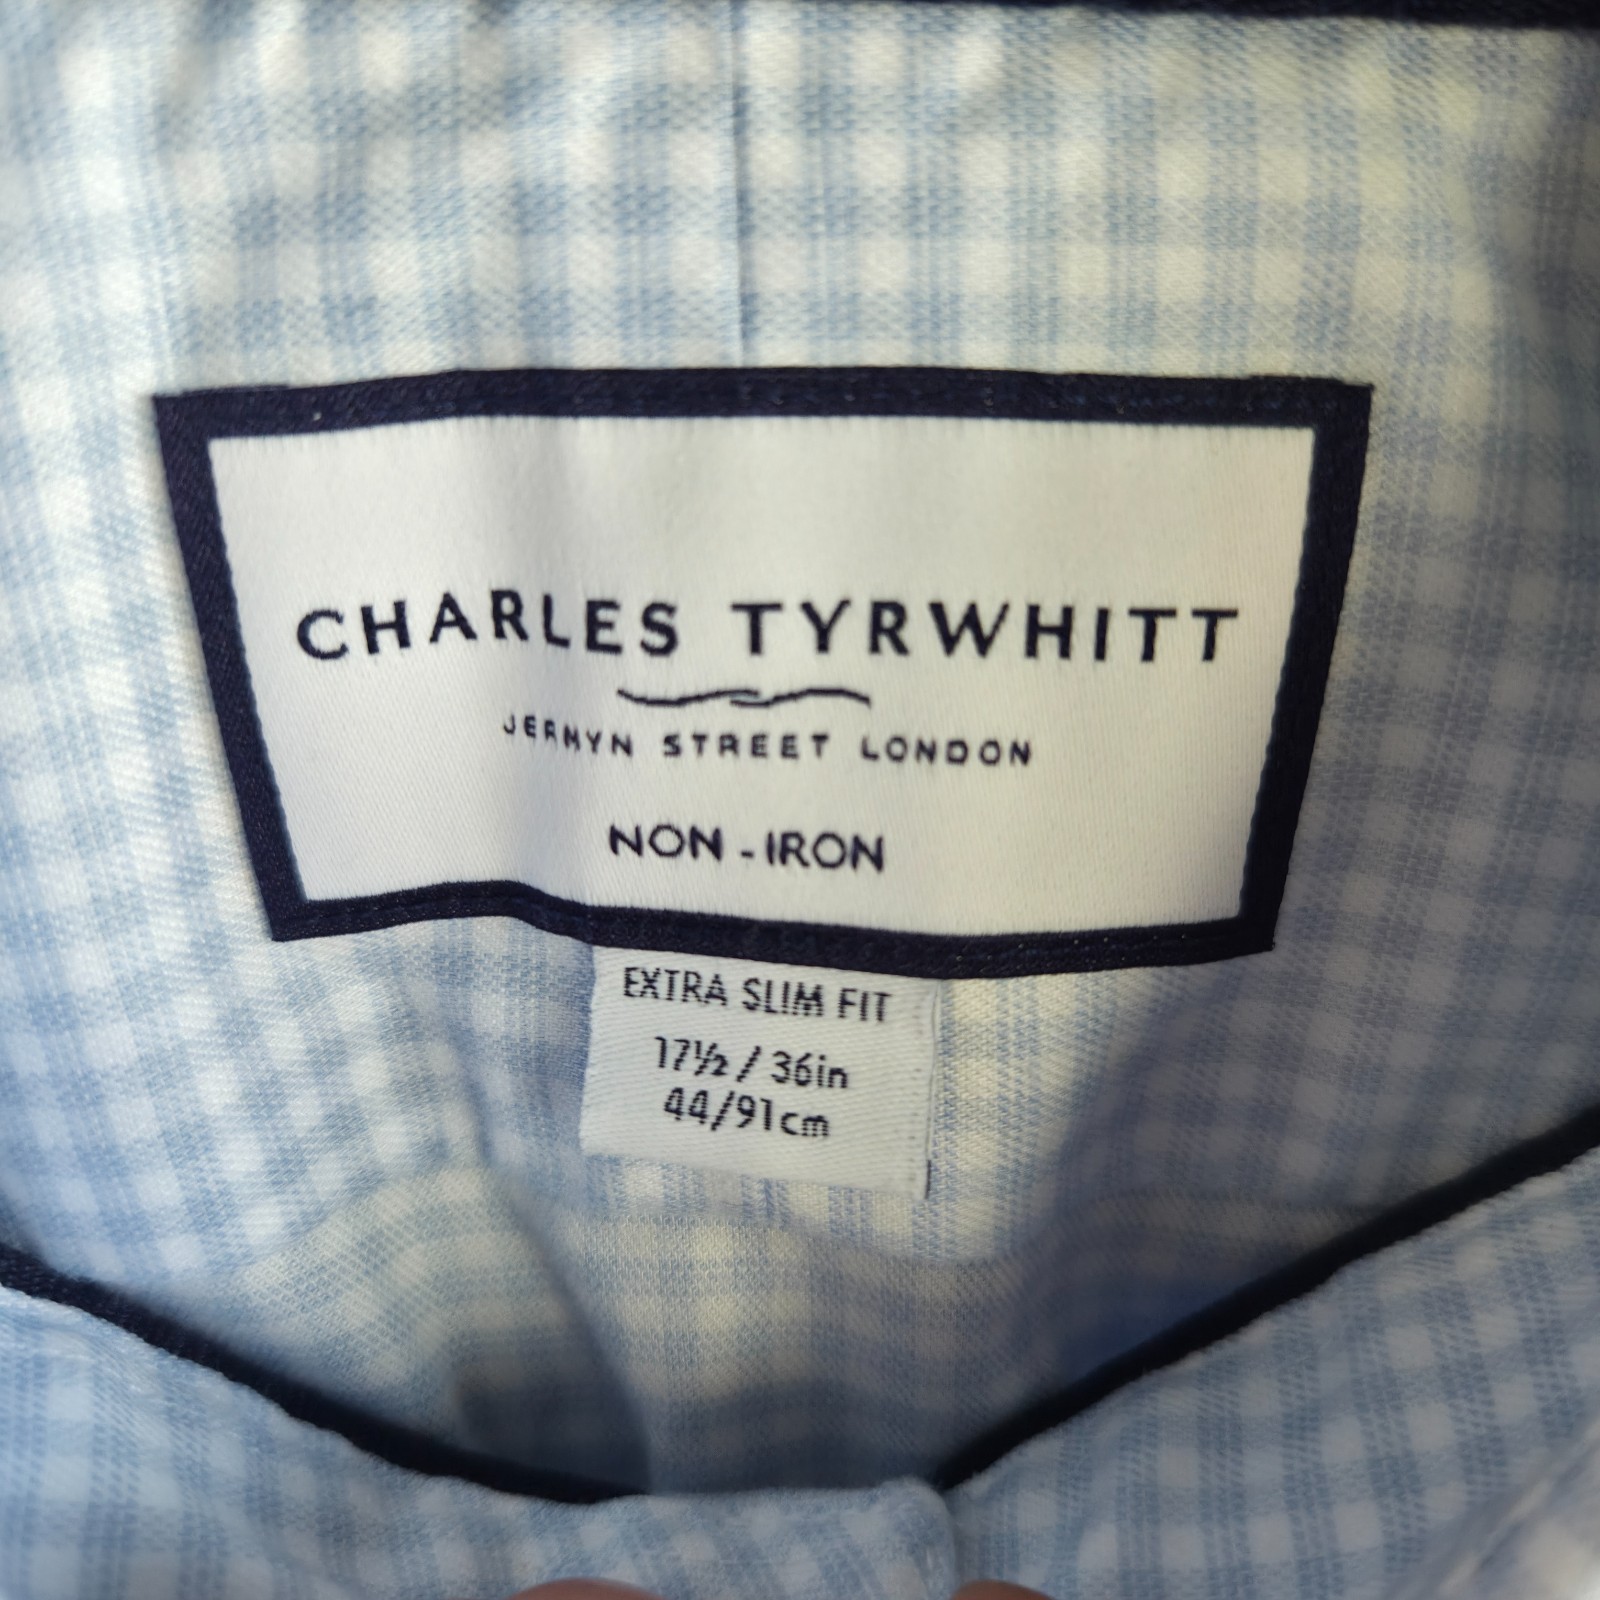 CHARLES TYRWHITT
JERMYN STREET LONDON
NON-IRON
EXTRA SLIM FIT
17½ / 36in
44/91cm